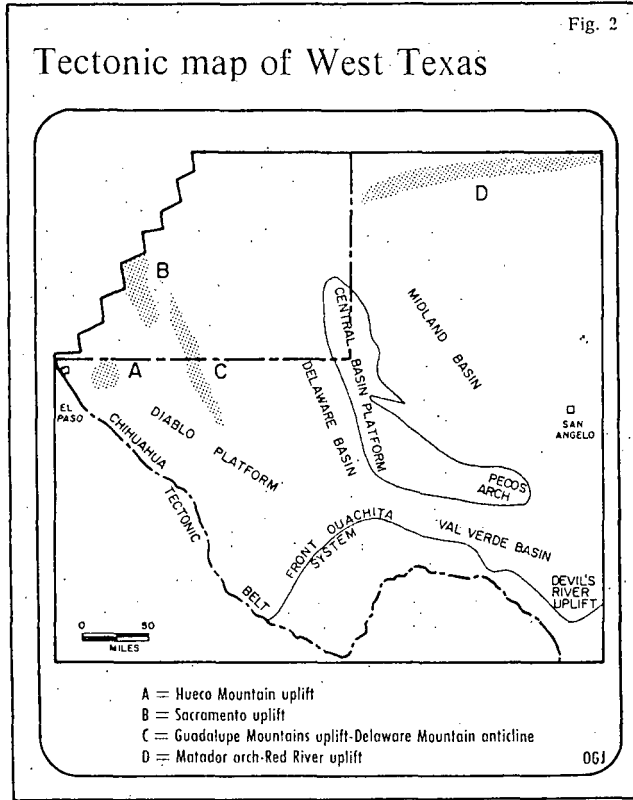 Fig. 2
Tectonic map of West Texas
D
B
CENTRAL BASIN PLATFORM
MIDLAND BASIN
A
C
DELAWARE BASIN
EL PASO
DIABLO PLATFORM
SAN ANGELO
CHIHUAHUA TECTONIC BELT
PECOS ARCH
FRONT OUACHITA SYSTEM
VAL VERDE BASIN
DEVIL'S RIVER UPLIFT
0 50
MILES
A = Hueco Mountain uplift
B = Sacramento uplift
C = Guadalupe Mountains uplift-Delaware Mountain anticline
D = Matador arch-Red River uplift
OGJ